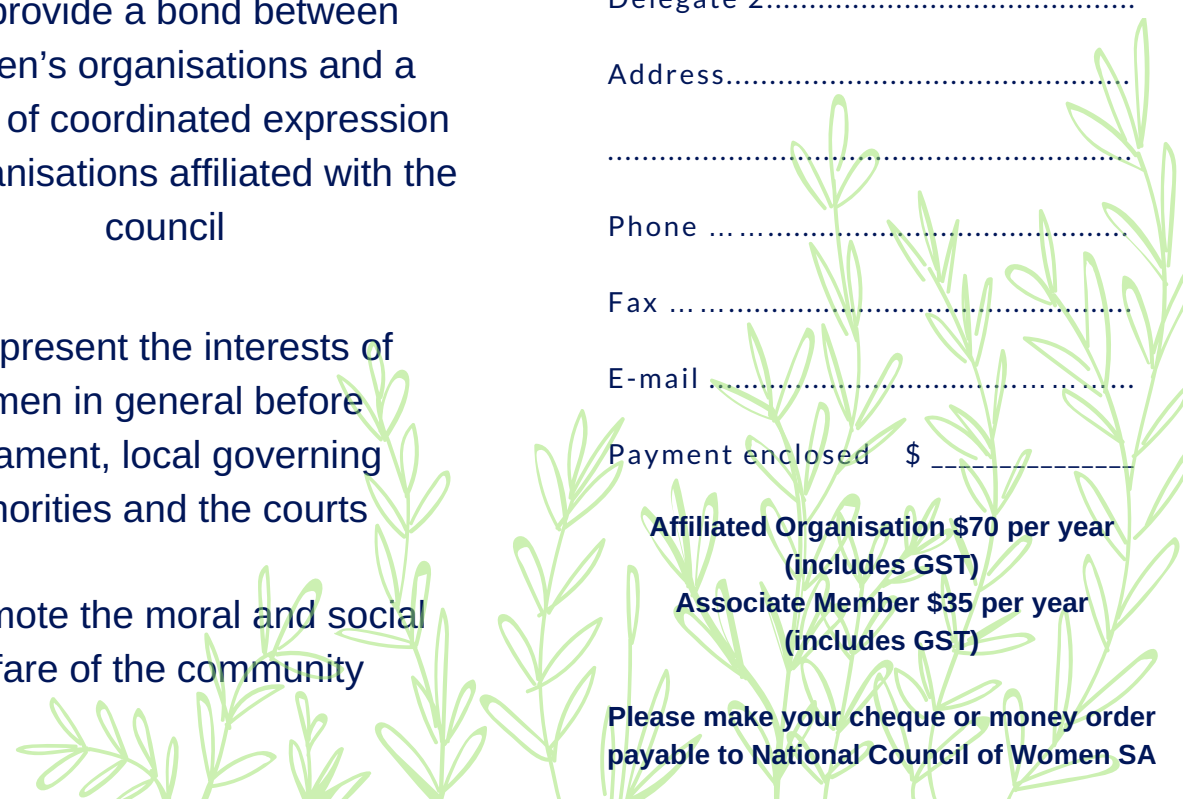 provide a bond between
en's organisations and a
of coordinated expression
anisations affiliated with the
council
present the interests of
men in general before
ament, local governing
horities and the courts
mote the moral and social
fare of the community
Delegate 2..........................................................
Address..............................................
............................................................
Phone ................................................
Fax .....................................................
E-mail ................................................
Payment enclosed $ _______________
Affiliated Organisation $70 per year
(includes GST)
Associate Member $35 per year
(includes GST)
Please make your cheque or money order
payable to National Council of Women SA